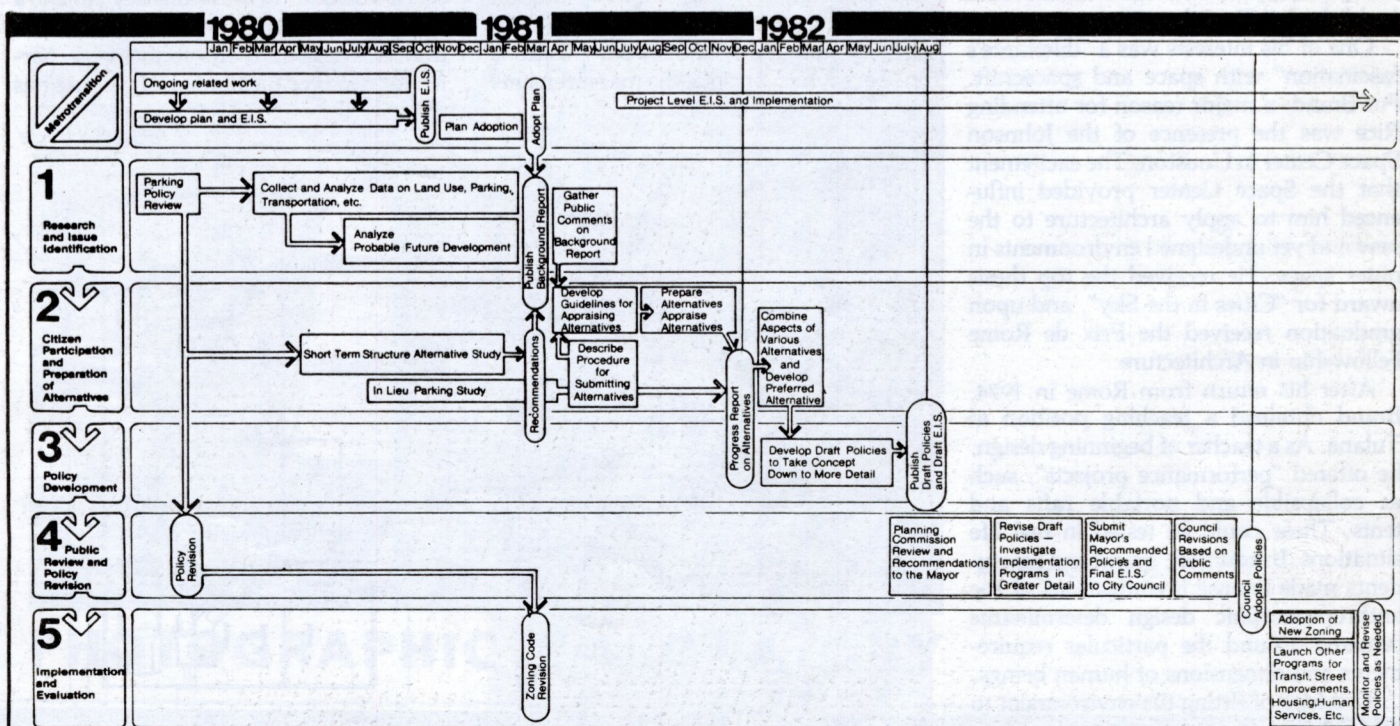 1980 1981 1982
Jan Feb Mar Apr May Jun July Aug Sep Oct Nov Dec Jan Feb Mar Apr May Jun July Aug Sep Oct Nov Dec Jan Feb Mar Apr May Jun July Aug
Metrotransition
Ongoing related work
Develop plan and E.I.S.
Publish E.I.S.
Plan Adoption
Adopt Plan
Project Level E.I.S. and Implementation
1
Research
and Issue
Identification
Parking
Policy
Review
Collect and Analyze Data on Land Use, Parking,
Transportation, etc.
Analyze
Probable Future Development
Publish
Background Report
Gather
Public
Comments
on
Background
Report
2
Citizen
Participation
and
Preparation
of
Alternatives
Short Term Structure Alternative Study
In Lieu Parking Study
Recommendations
Develop
Guidelines for
Appraising
Alternatives
Prepare
Alternatives
Appraise
Alternatives
Describe
Procedure
for
Submitting
Alternatives
Progress Report
on Alternatives
Combine
Aspects of
Various
Alternatives
and
Develop
Preferred
Alternative
3
Policy
Development
Develop Draft Policies
to Take Concept
Down to More Detail
Publish
Draft Policies
and Draft E.I.S.
4
Public
Review and
Policy
Revision
Policy
Revision
Planning
Commission
Review and
Recommendations
to the Mayor
Revise Draft
Policies –
Investigate
Implementation
Programs in
Greater Detail
Submit
Mayor's
Recommended
Policies and
Final E.I.S.
to City Council
Council
Revisions
Based on
Public
Comments
Council
Adopts Policies
5
Implementation
and
Evaluation
Zoning Code
Revision
Adoption of
New Zoning
Launch Other
Programs for
Transit, Street
Improvements,
Housing, Human
Services, Etc.
Monitor and Revise
Policies as Needed